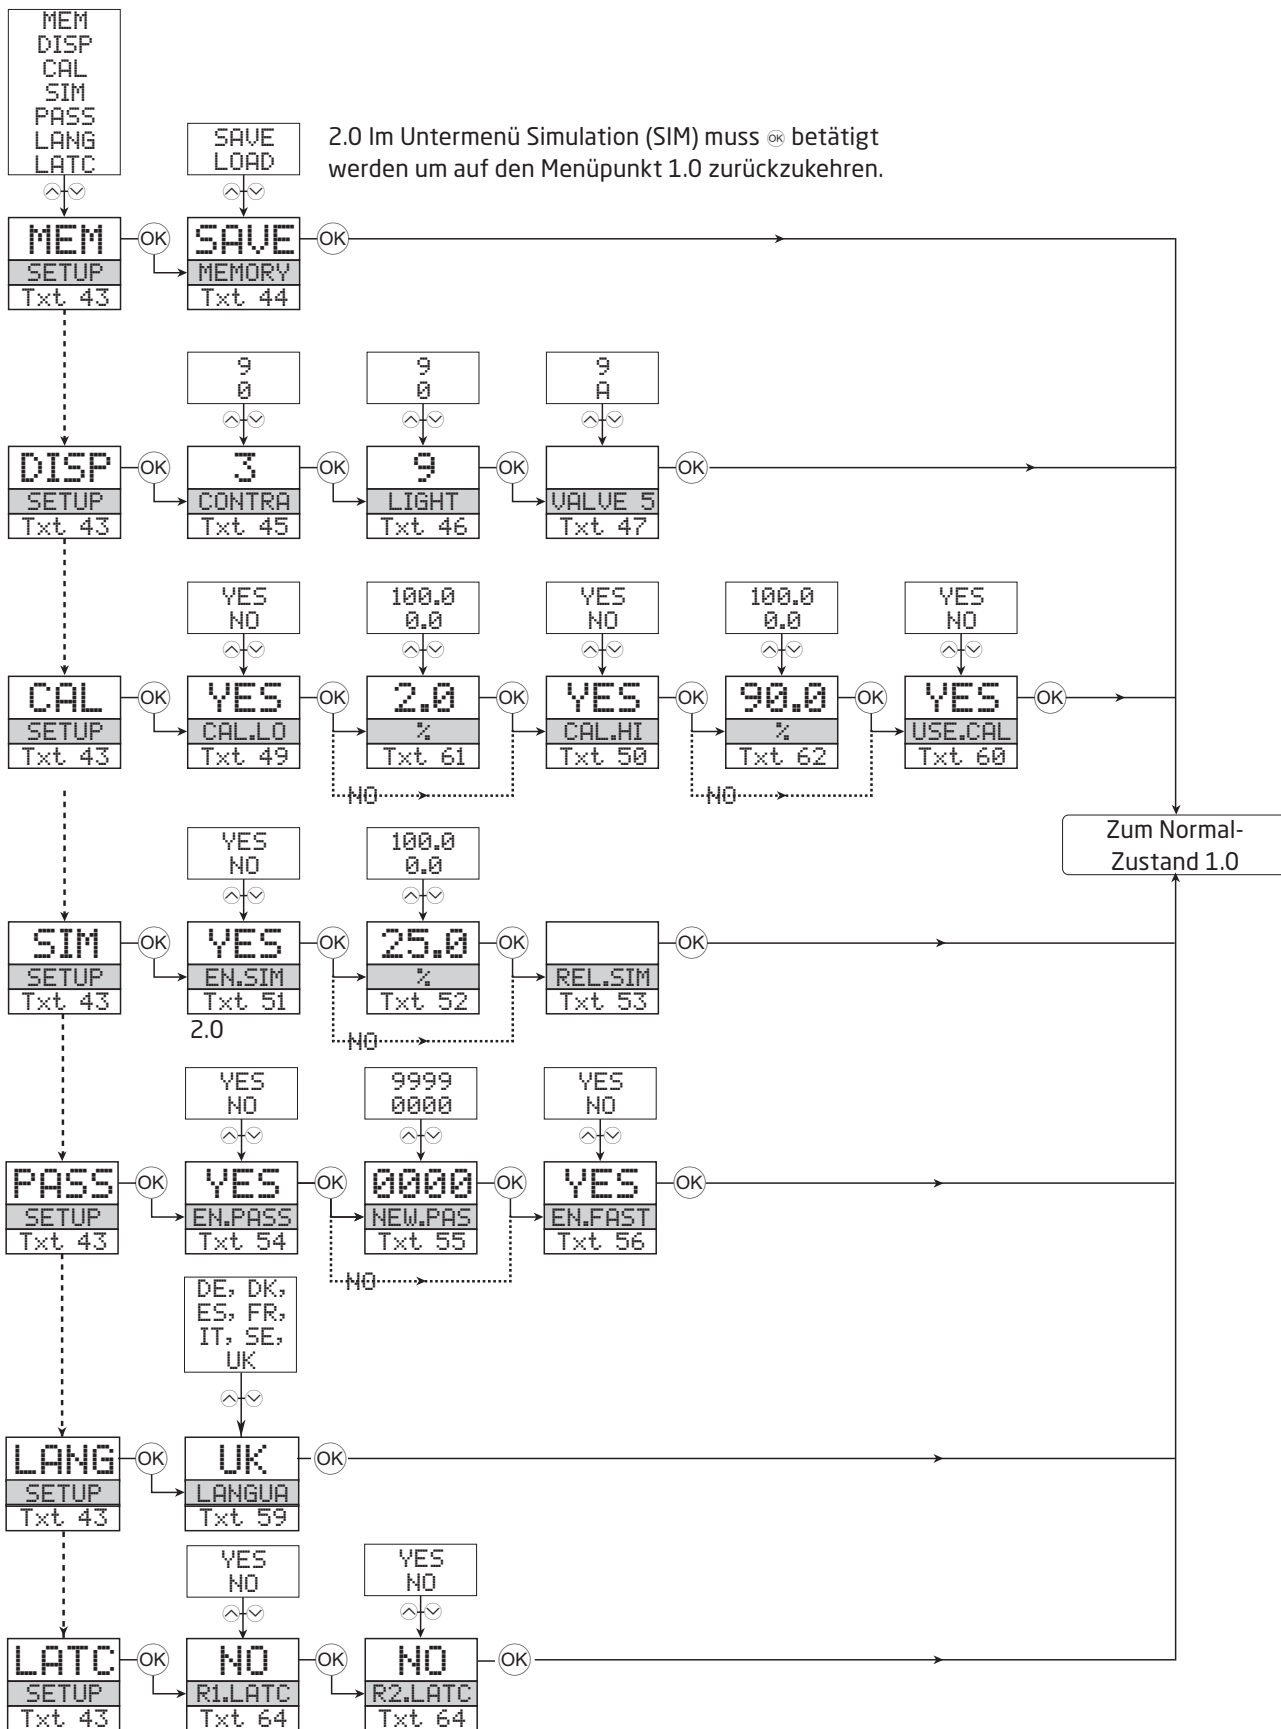 MEM
DISP
CAL
SIM
PASS
LANG
LATC
SAVE
LOAD
2.0 Im Untermenü Simulation (SIM) muss OK betätigt
werden um auf den Menüpunkt 1.0 zurückzukehren.
MEM OK SAVE OK
SETUP MEMORY
Txt 43 Txt 44
9 9 9
0 0 A
DISP OK 3 OK 9 OK OK
SETUP CONTRA LIGHT VALVE 5
Txt 43 Txt 45 Txt 46 Txt 47
YES 100.0 YES 100.0 YES
NO 0.0 NO 0.0 NO
CAL OK YES OK 2.0 OK YES OK 90.0 OK YES OK
SETUP CAL.LO % CAL.HI % USE.CAL
Txt 43 Txt 49 Txt 61 Txt 50 Txt 62 Txt 60
NO NO
Zum Normal-
Zustand 1.0
YES 100.0
NO 0.0
SIM OK YES OK 25.0 OK OK
SETUP EN.SIM % REL.SIM
Txt 43 Txt 51 Txt 52 Txt 53
2.0
NO
YES 9999 YES
NO 0000 NO
PASS OK YES OK 0000 OK YES OK
SETUP EN.PASS NEW.PAS EN.FAST
Txt 43 Txt 54 Txt 55 Txt 56
NO
DE, DK,
ES, FR,
IT, SE,
UK
LANG OK UK OK
SETUP LANGUA
Txt 43 Txt 59
YES YES
NO NO
LATC OK NO OK NO OK
SETUP R1.LATC R2.LATC
Txt 43 Txt 64 Txt 64